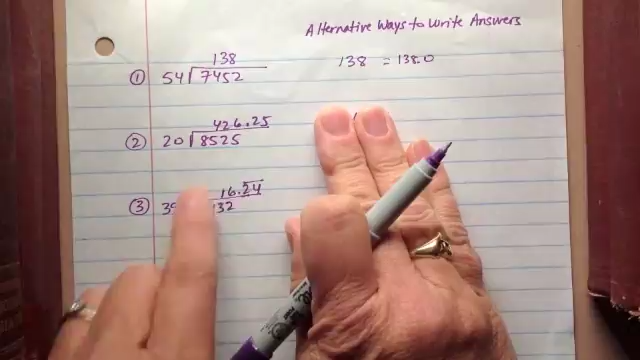 Alternative Ways to Write Answers
138
① 54 7452
138 = 138.0
426.25
② 20 8525
16.24
③ 32